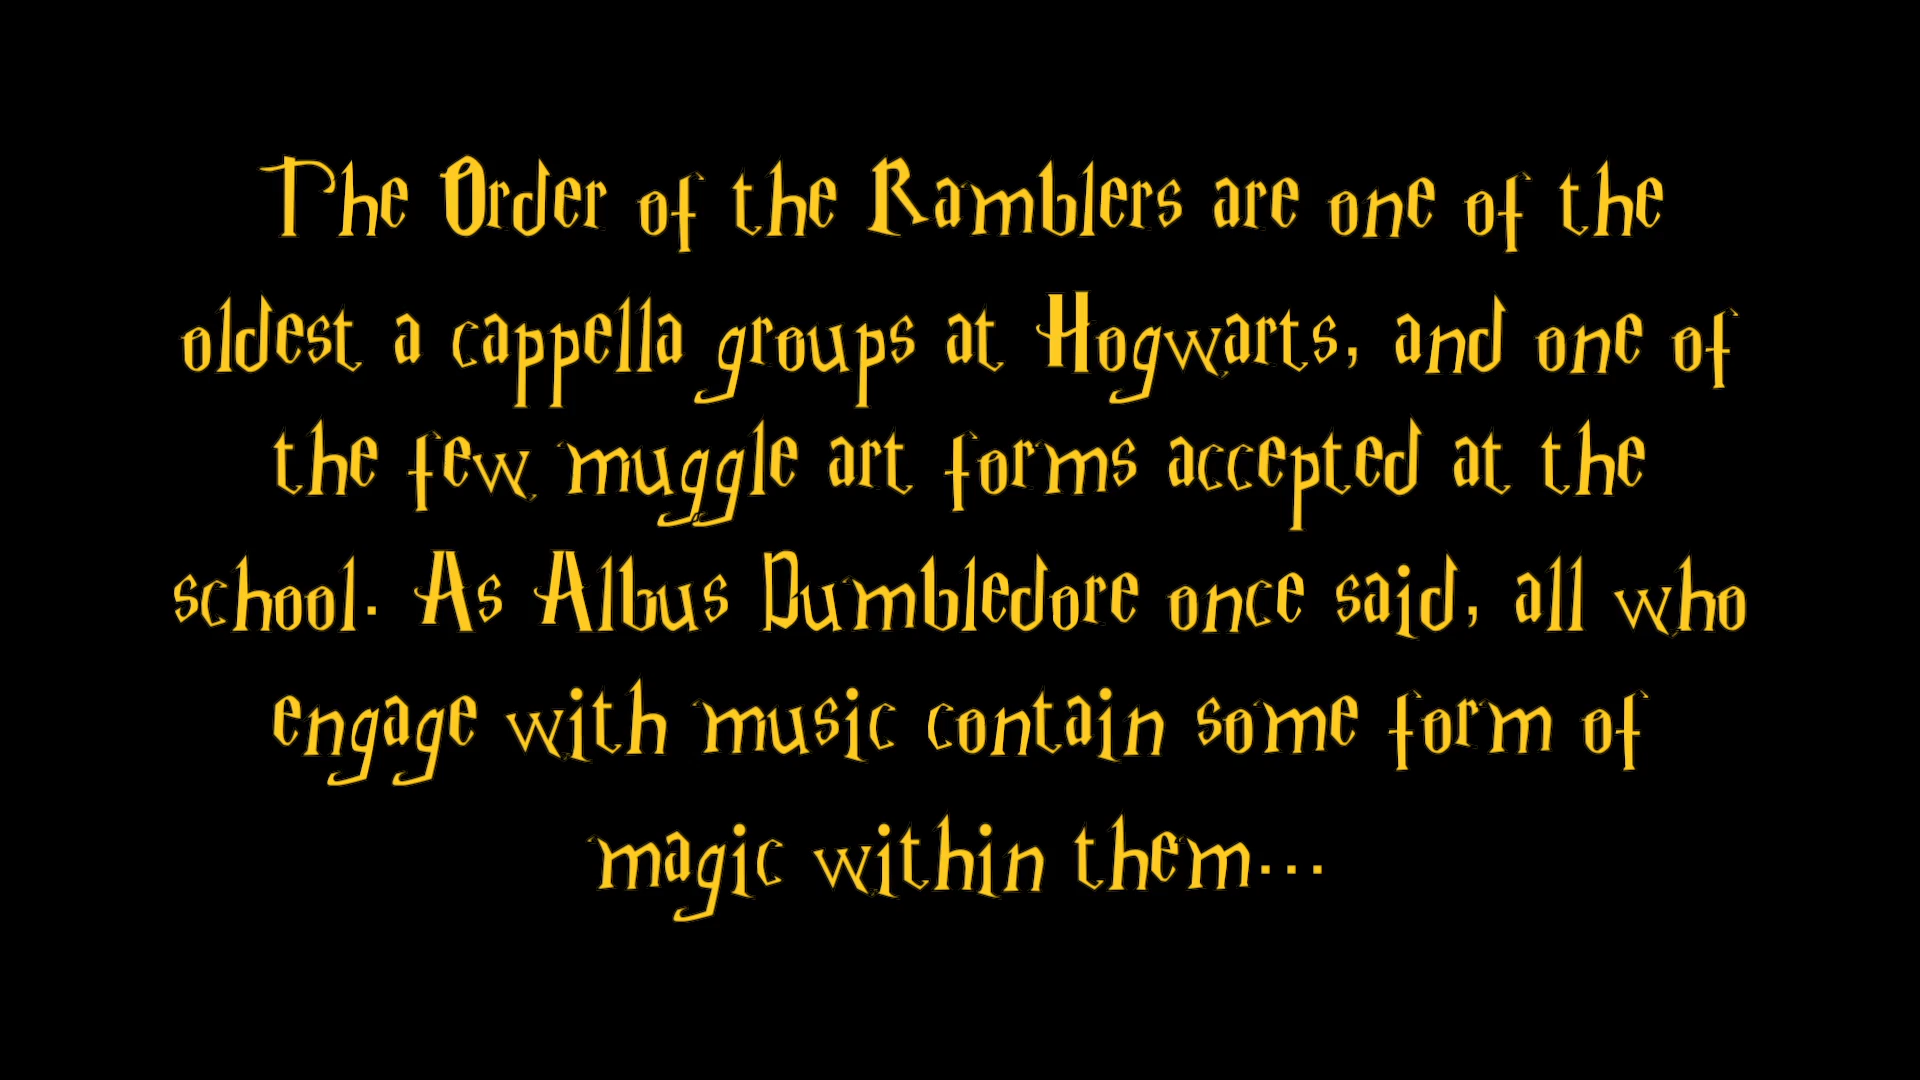 The Order of the Ramblers are one of the
oldest a cappella groups at Hogwarts, and one of
the few muggle art forms accepted at the
school. As Albus Dumbledore once said, all who
engage with music contain some form of
magic within them...